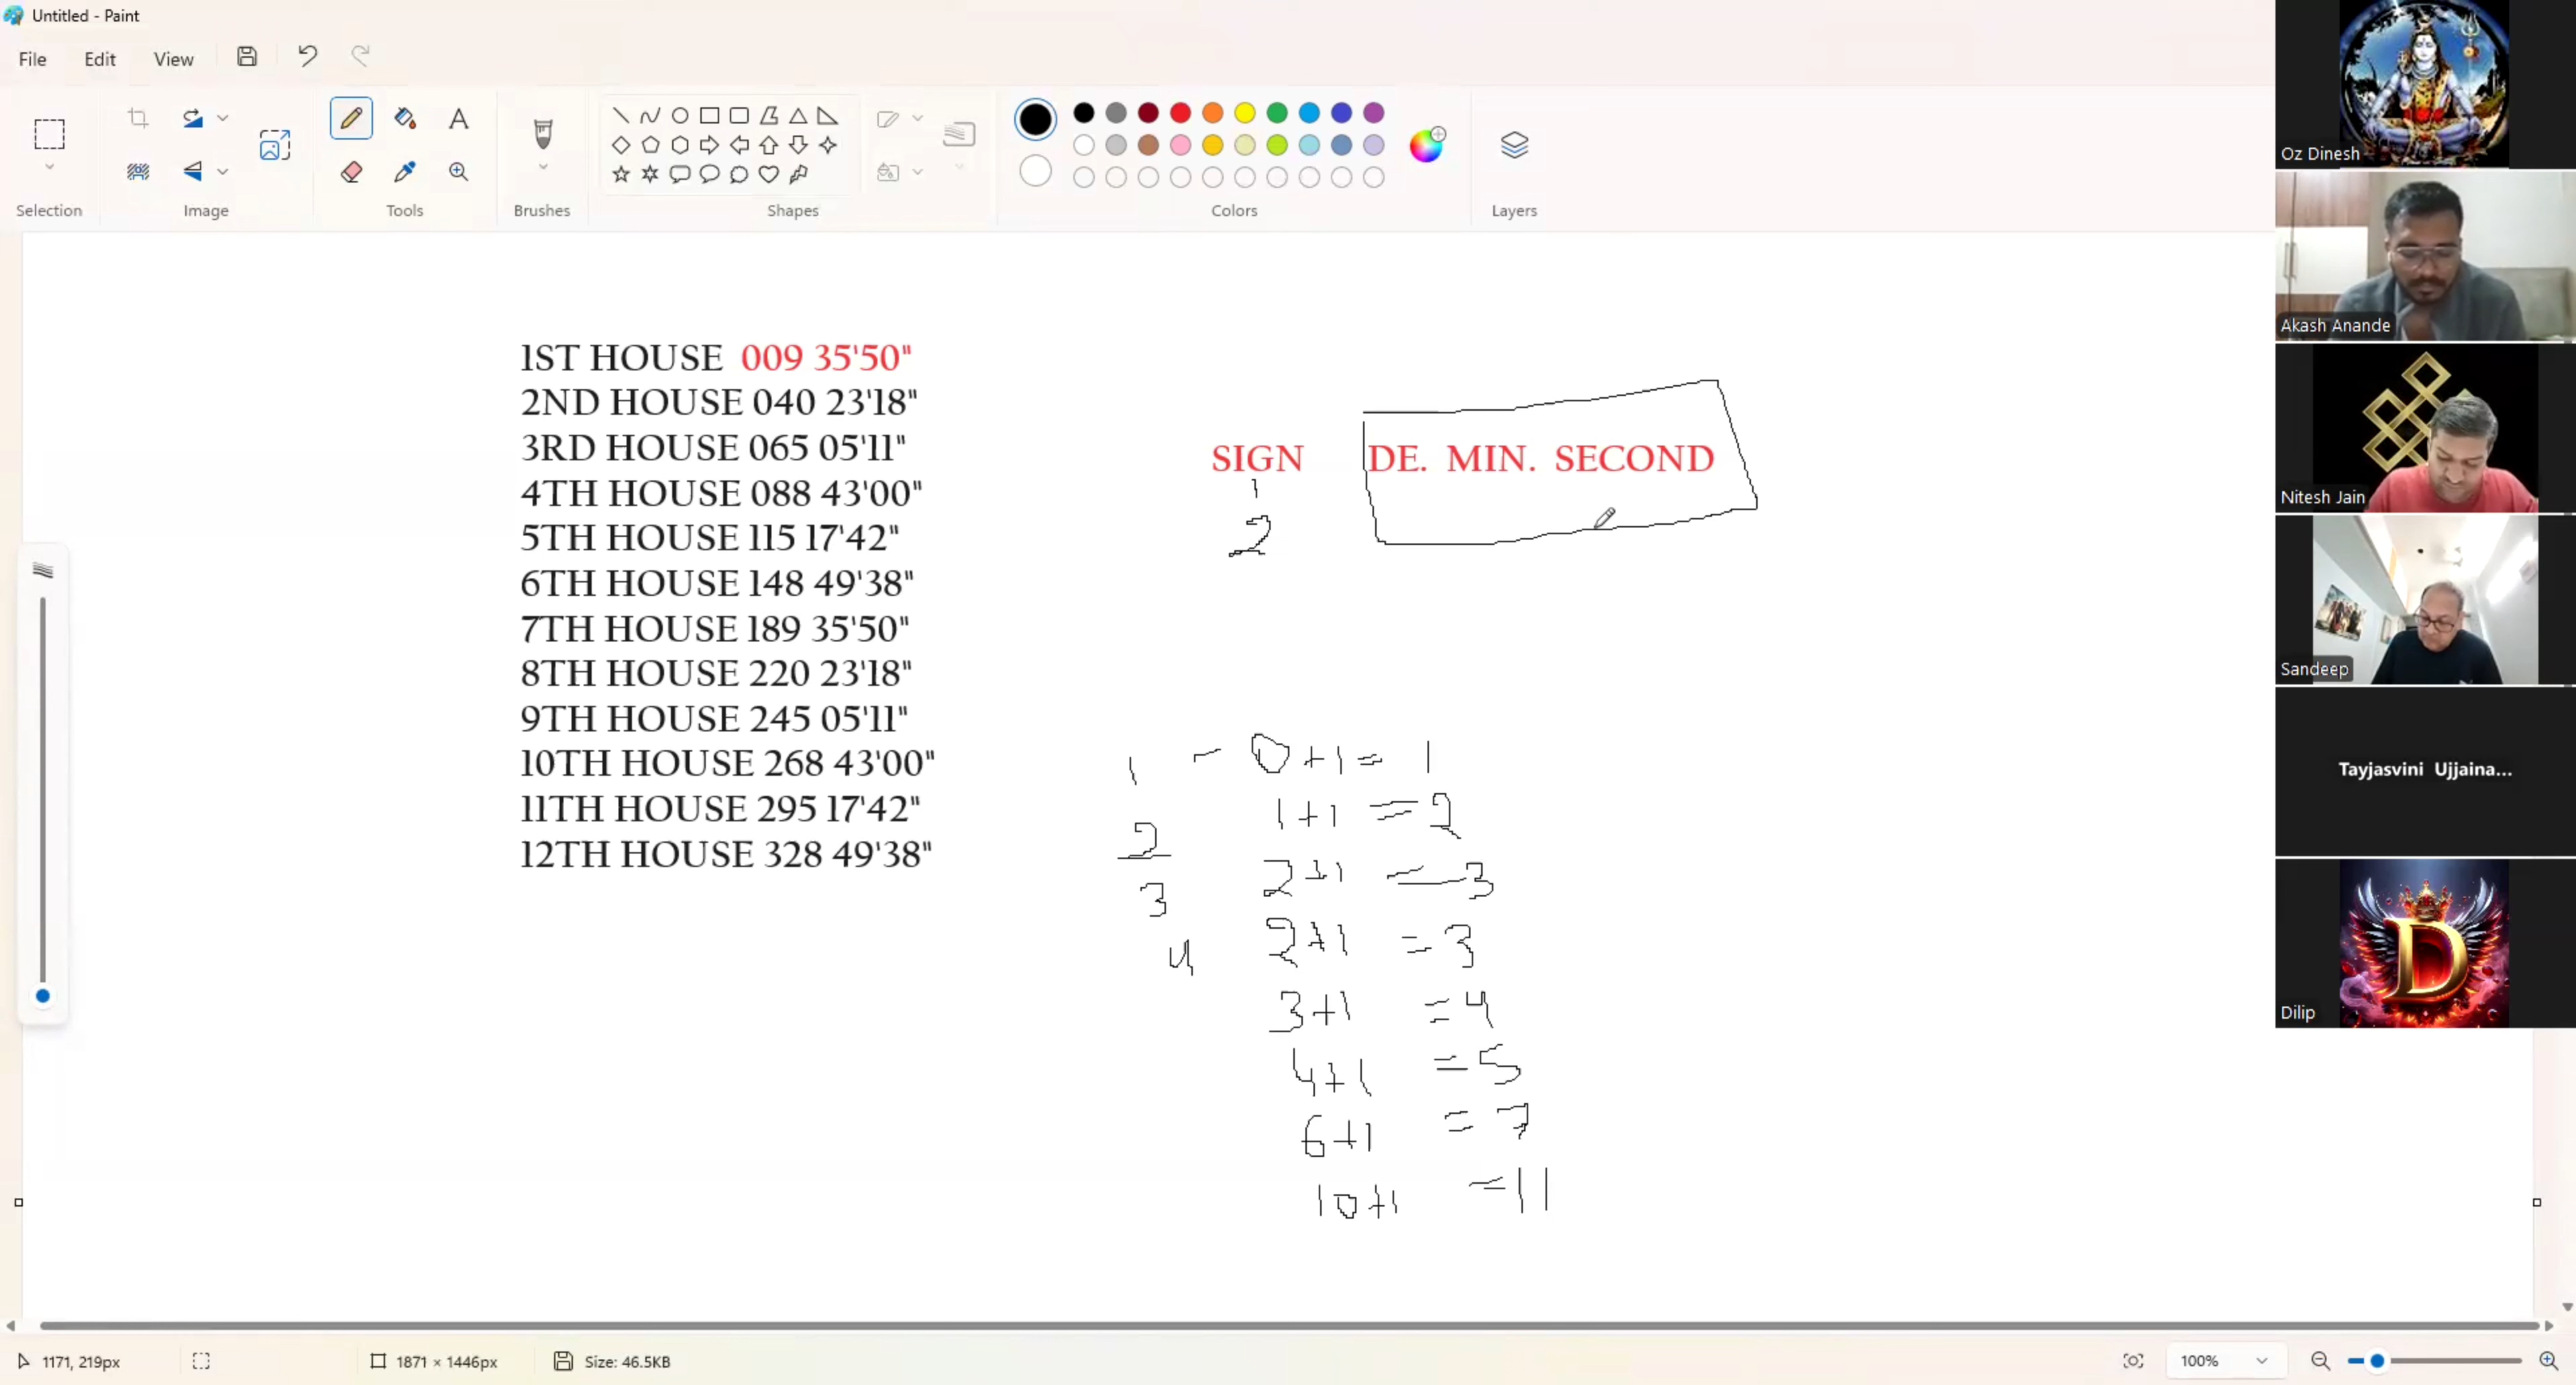 Untitled - Paint
File Edit View
Selection Image Tools Brushes Shapes Colors Layers
1ST HOUSE 009 35'50"
2ND HOUSE 040 23'18"
3RD HOUSE 065 05'11"
4TH HOUSE 088 43'00"
5TH HOUSE 115 17'42"
6TH HOUSE 148 49'38"
7TH HOUSE 189 35'50"
8TH HOUSE 220 23'18"
9TH HOUSE 245 05'11"
10TH HOUSE 268 43'00"
11TH HOUSE 295 17'42"
12TH HOUSE 328 49'38"
SIGN DE. MIN. SECOND
1
2
1 - 0+1= 1
1+1 =2
2
2+1 =3
3
2+1 =3
4
3+1 =4
4+1 =5
6+1 =7
10+1 =11
Oz Dinesh
Akash Anande
Nitesh Jain
Sandeep
Tayjasvini Ujjaina...
D
Dilip
1171, 219px
1871 × 1446px
Size: 46.5KB
100%